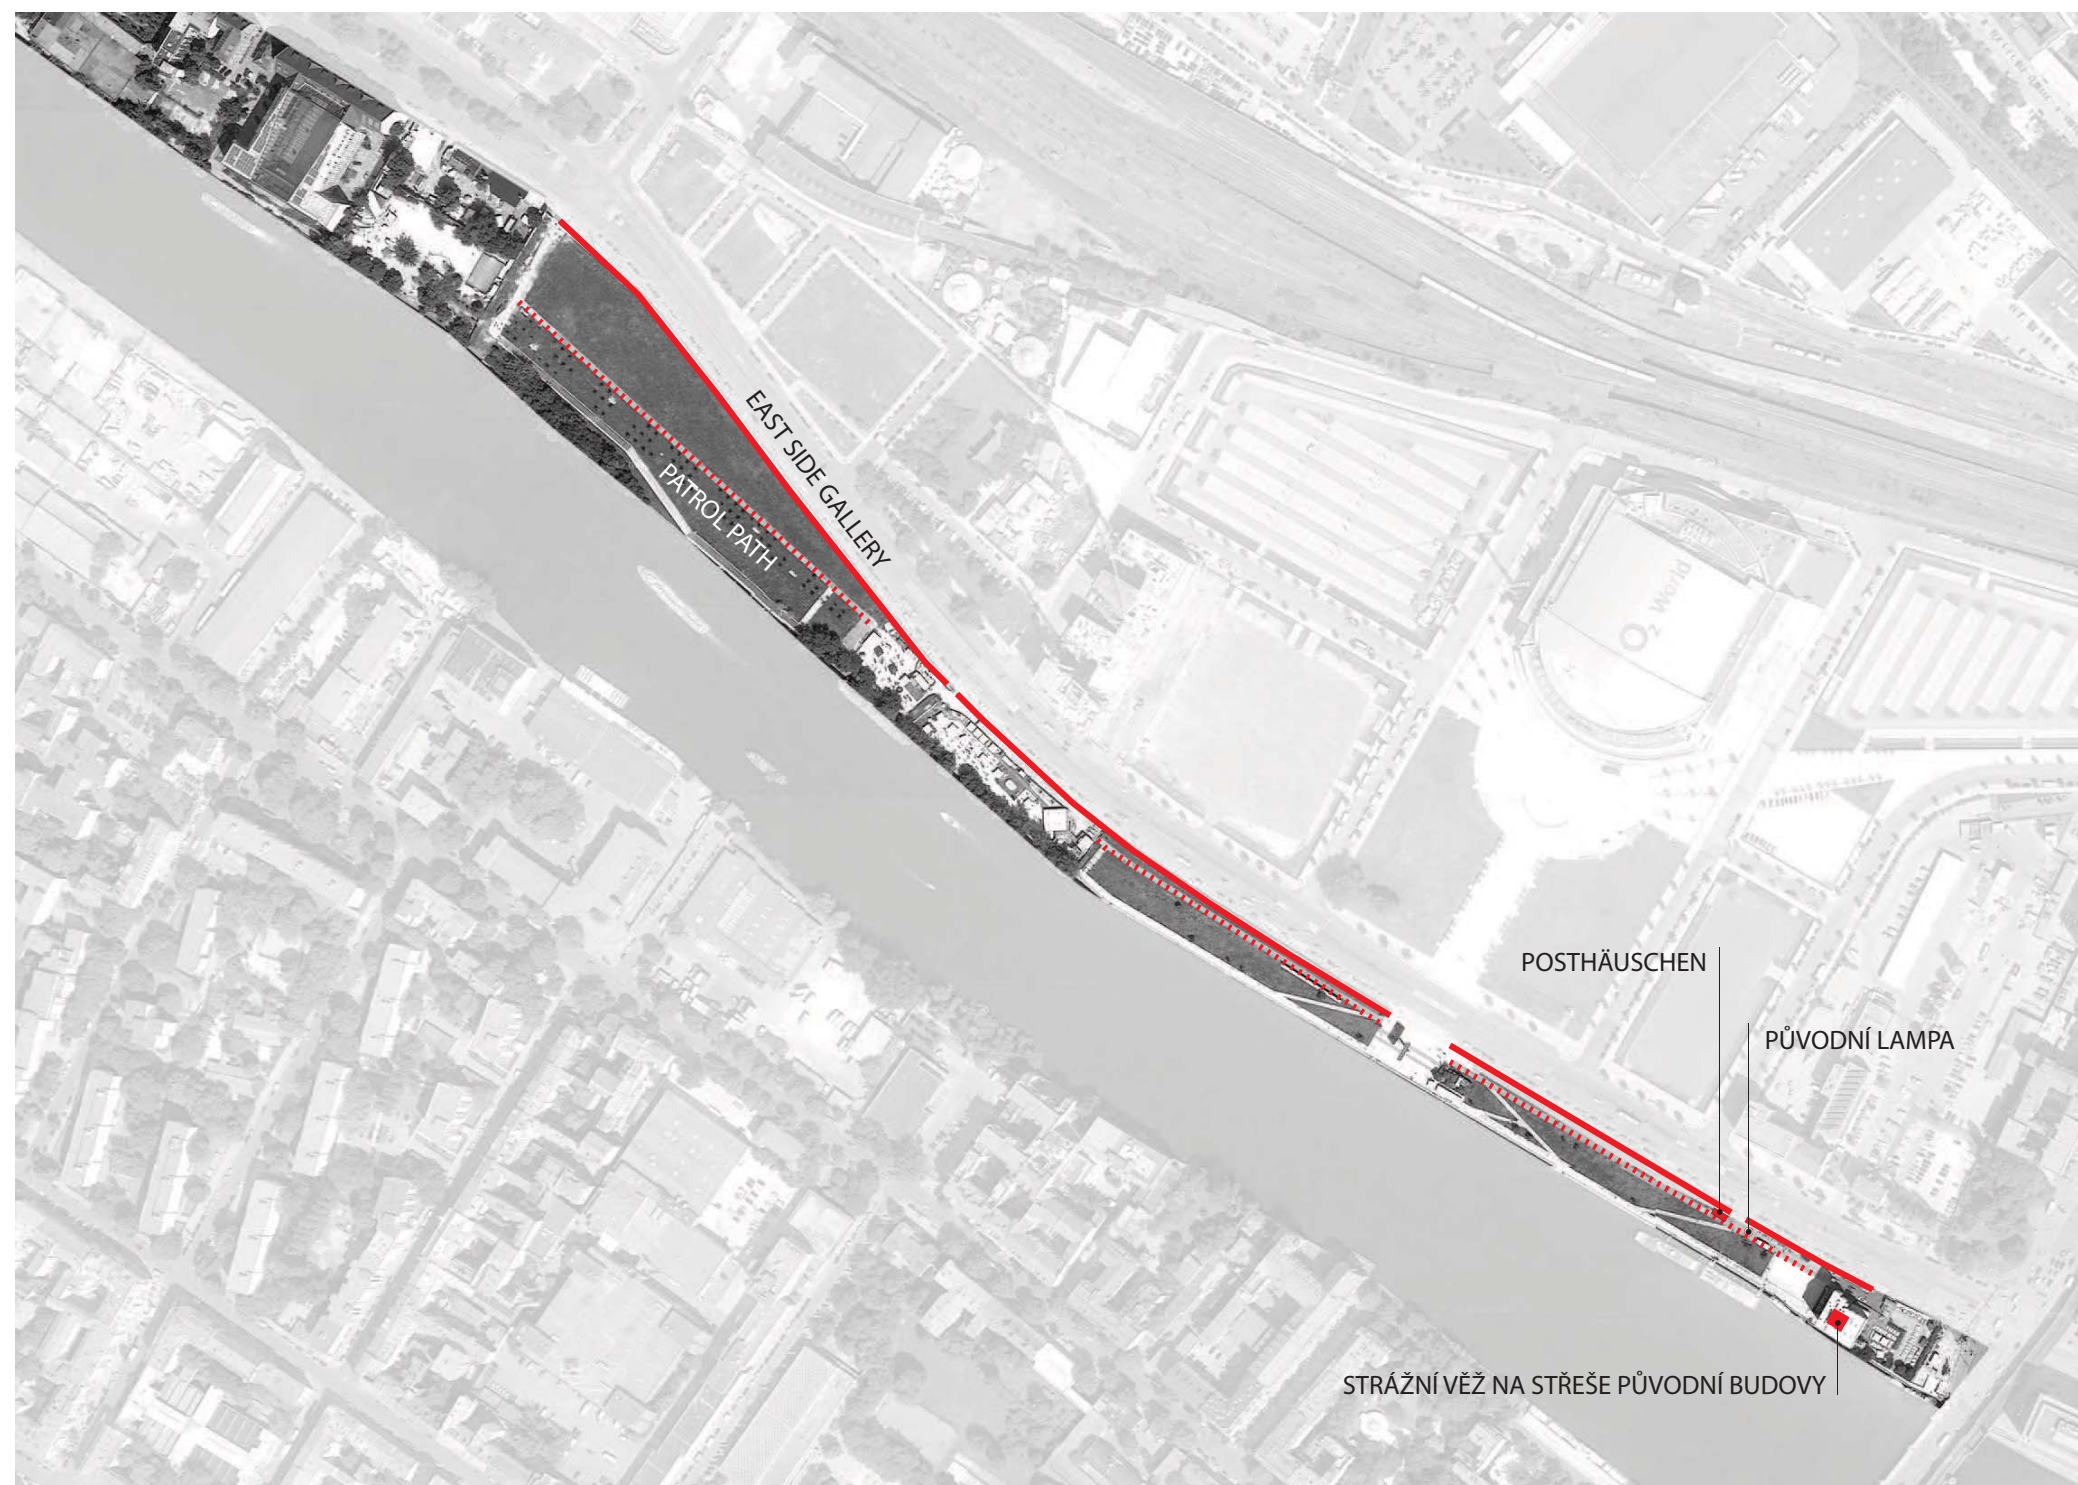 EAST SIDE GALLERY
PATROL PATH
O2 World
POSTHÄUSCHEN
PŮVODNÍ LAMPA
STRÁŽNÍ VĚŽ NA STŘEŠE PŮVODNÍ BUDOVY